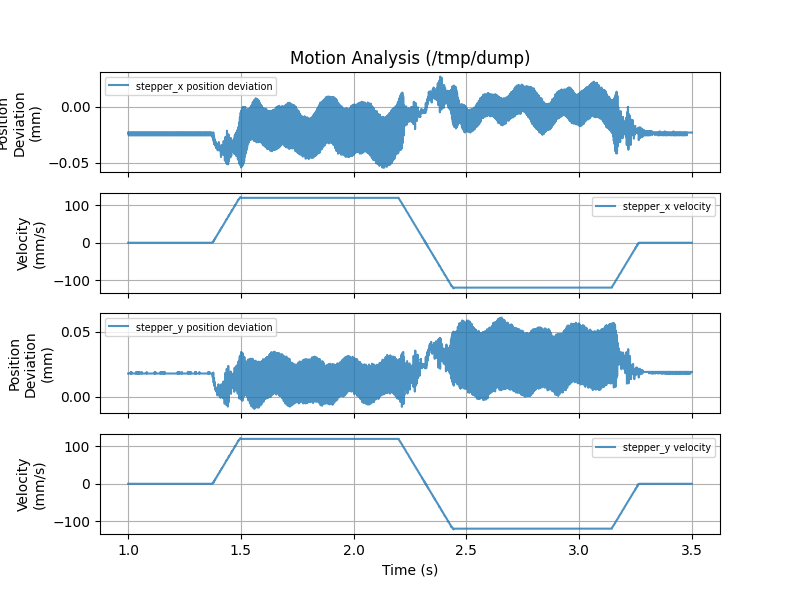 Motion Analysis (/tmp/dump)
Position
Deviation
(mm)
0.00
−0.05
stepper_x position deviation
Velocity
(mm/s)
100
0
−100
stepper_x velocity
Position
Deviation
(mm)
0.05
0.00
stepper_y position deviation
Velocity
(mm/s)
100
0
−100
stepper_y velocity
1.0 1.5 2.0 2.5 3.0 3.5
Time (s)